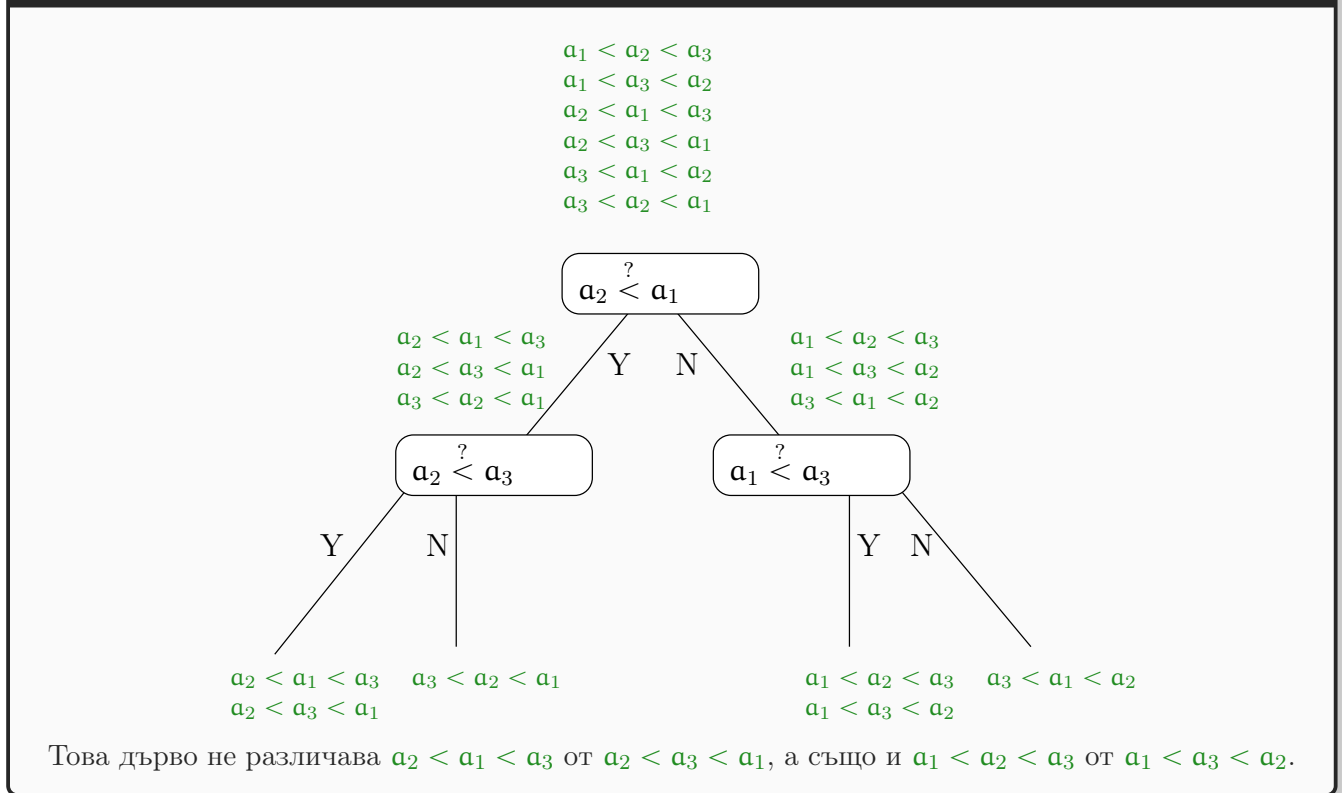 a₁ < a₂ < a₃
a₁ < a₃ < a₂
a₂ < a₁ < a₃
a₂ < a₃ < a₁
a₃ < a₁ < a₂
a₃ < a₂ < a₁
?
a₂ < a₁
Y N
a₂ < a₁ < a₃
a₂ < a₃ < a₁
a₃ < a₂ < a₁
a₁ < a₂ < a₃
a₁ < a₃ < a₂
a₃ < a₁ < a₂
?
a₂ < a₃
?
a₁ < a₃
Y N
Y N
a₂ < a₁ < a₃
a₂ < a₃ < a₁
a₃ < a₂ < a₁
a₁ < a₂ < a₃
a₁ < a₃ < a₂
a₃ < a₁ < a₂
Това дърво не различава a₂ < a₁ < a₃ от a₂ < a₃ < a₁, а също и a₁ < a₂ < a₃ от a₁ < a₃ < a₂.